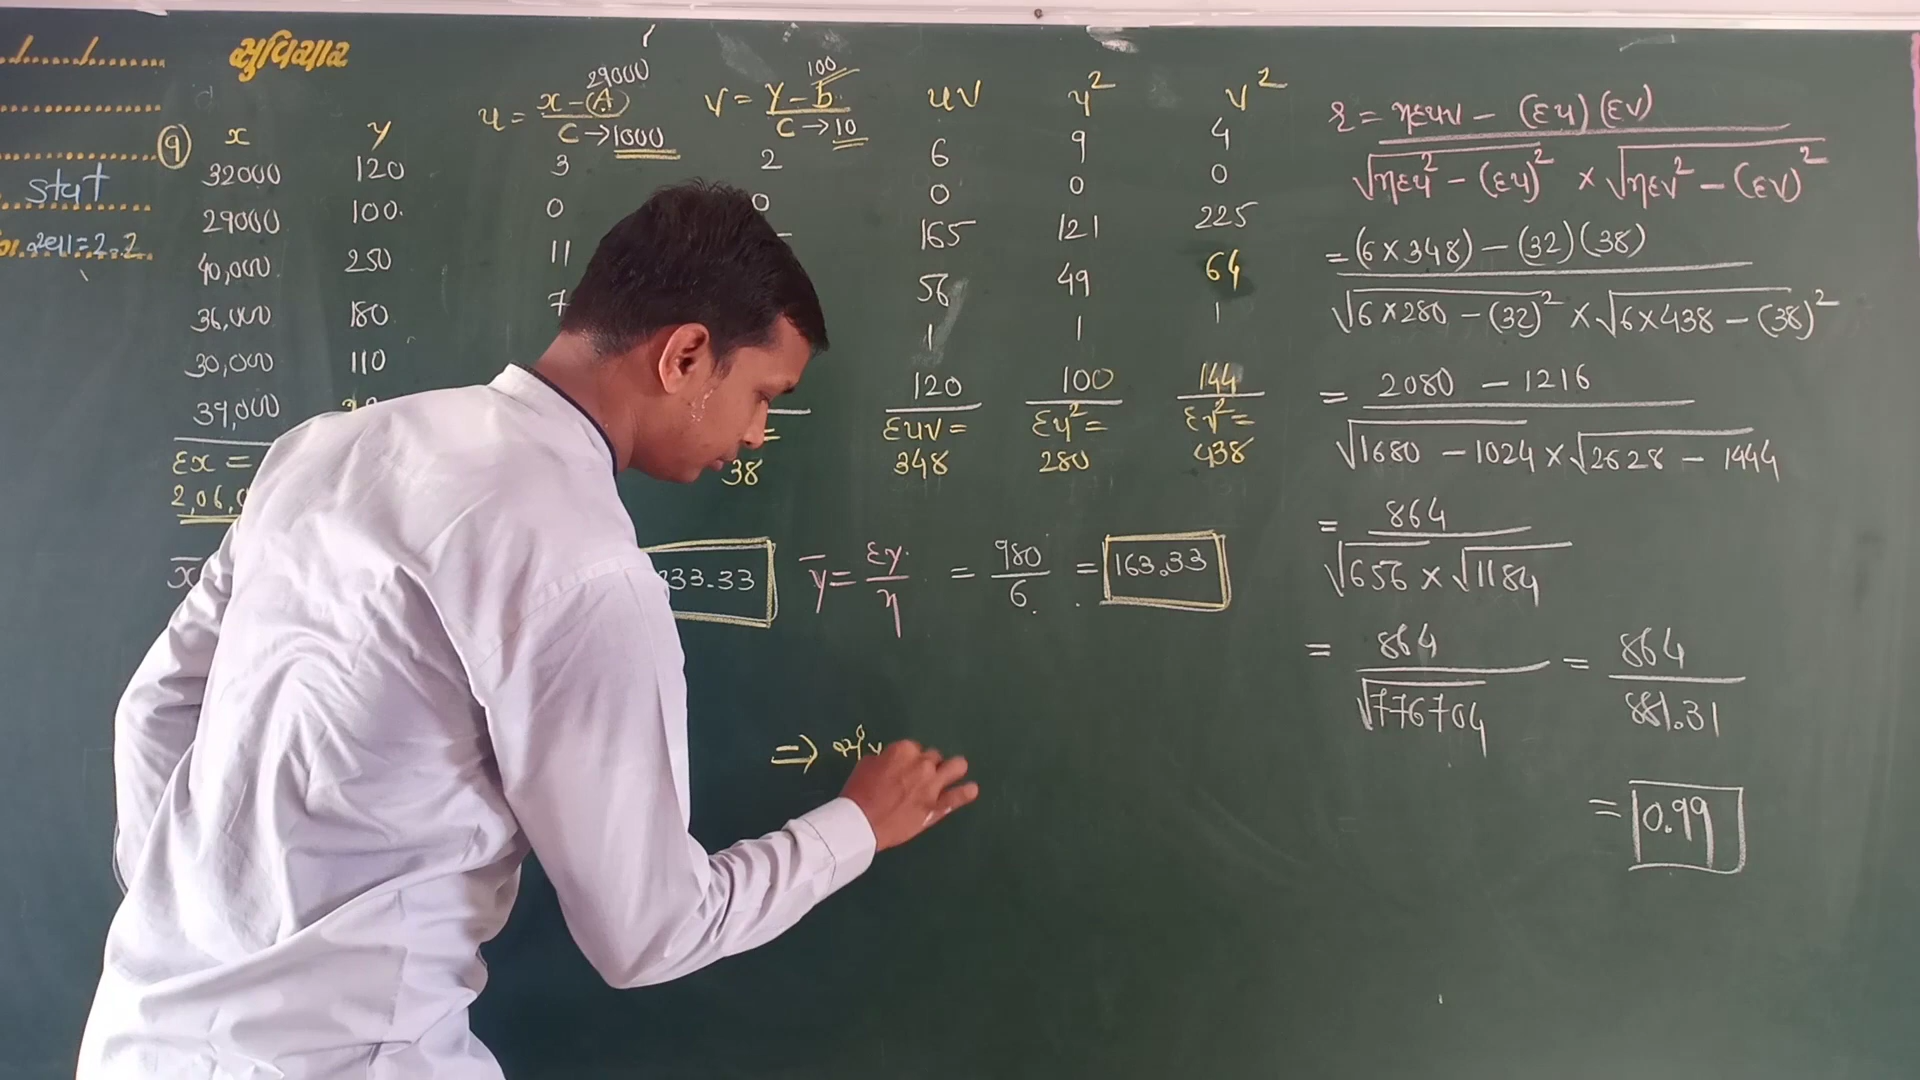 સુવિચાર
stat
૧
x
y
u = x - (A) 29000 / C → 1000
v = y - B 100 / C → 10
uv
u²
v²
32000 120 3 2 6 9 4
29000 100. 0 0 0 0 0
40,000 250 11 165 121 225
36,000 180 7 56 49 64
30,000 110 1 1 1
39,000 120 100 144
Σx =
Σuv =
Σu² =
Σv² =
38 348 280 438
x
233.33
y̅ = Σy / n = 980 / 6 = 163.33
⇒
r = nΣuv - (Σu)(Σv)
√nΣu² - (Σu)² × √nΣv² - (Σv)²
= (6×348) - (32)(38)
√6×280 - (32)² × √6×438 - (38)²
= 2080 - 1216
√1680 - 1024 × √2628 - 1444
= 864
√656 × √1184
= 864 / √776704 = 864 / 881.31
= 0.99